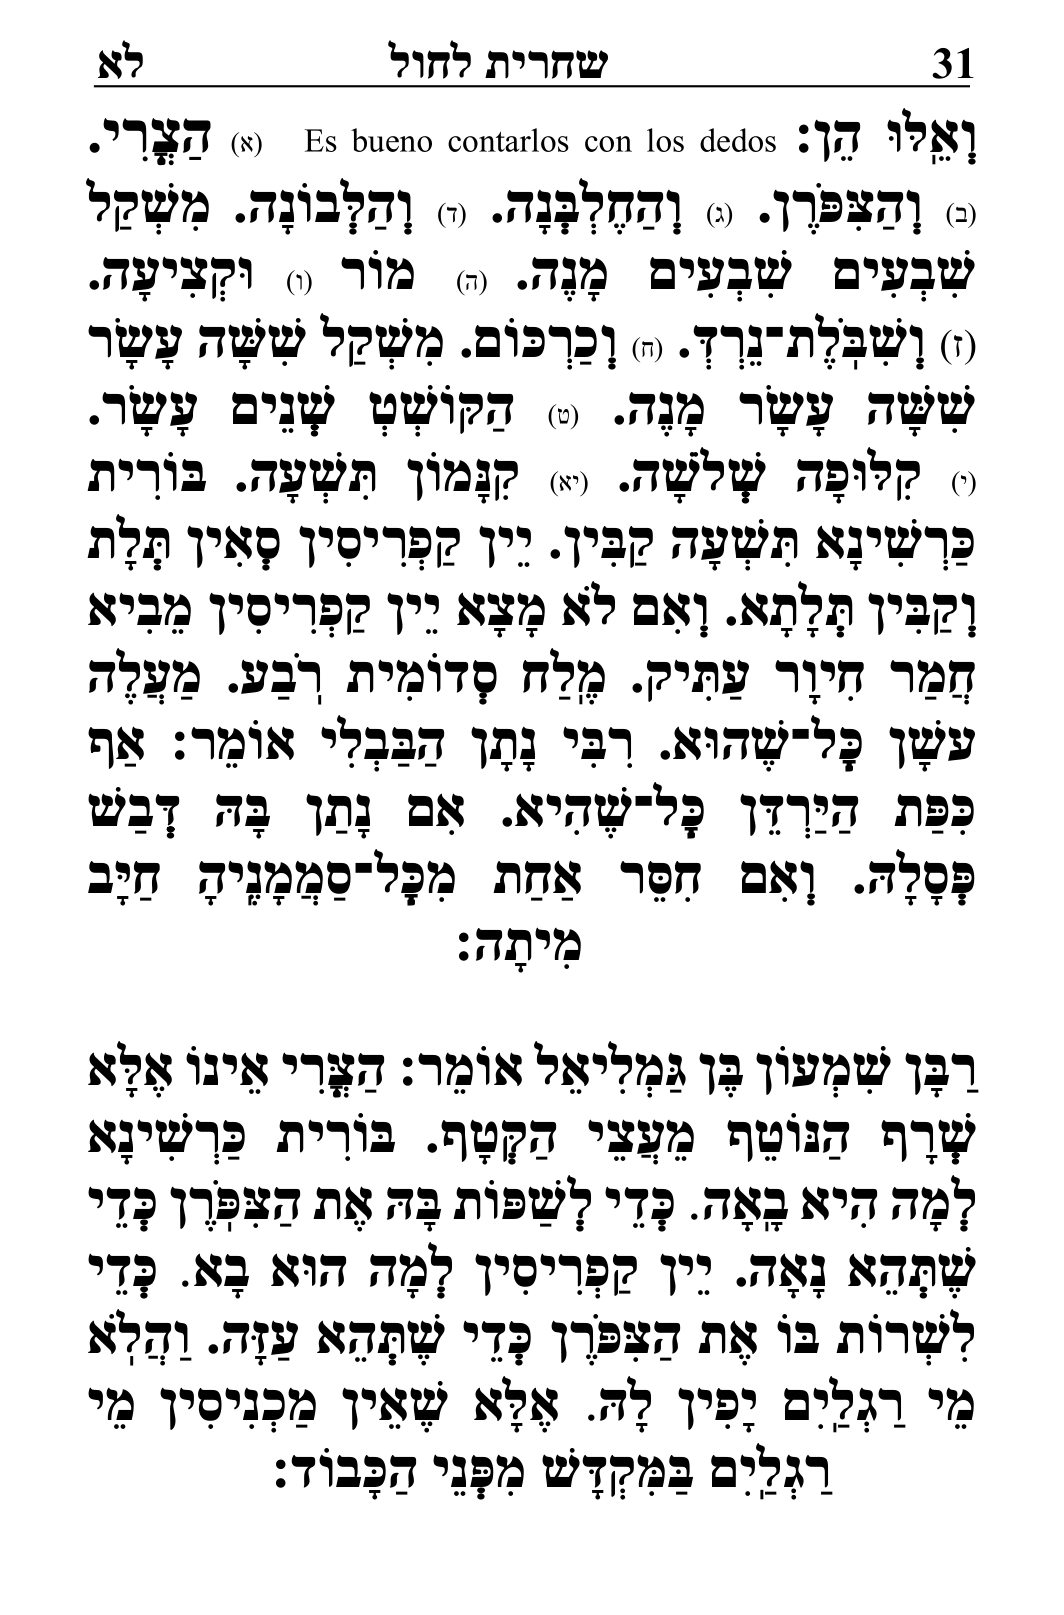 31 שחרית לחול לא
וְאֵלּוּ הֵן: Es bueno contarlos con los dedos (א) הַצֳּרִי.
(ב) וְהַצִּפֹּרֶן. (ג) וְהַחֶלְבְּנָה. (ד) וְהַלְּבוֹנָה. מִשְׁקַל
שִׁבְעִים שִׁבְעִים מָנֶה. (ה) מוֹר (ו) וּקְצִיעָה.
(ז) וְשִׁבֹּלֶת־נֵרְדְּ. (ח) וְכַרְכּוֹם. מִשְׁקַל שִׁשָּׁה עָשָׂר
שִׁשָּׁה עָשָׂר מָנֶה. (ט) הַקּוֹשְׁטְ שְׁנֵים עָשָׂר.
(י) קִלּוּפָה שְׁלֹשָׁה. (יא) קִנָּמוֹן תִּשְׁעָה. בּוֹרִית
כַּרְשִׁינָא תִּשְׁעָה קַבִּין. יֵין קַפְרִיסִין סְאִין תְּלָת
וְקַבִּין תְּלָתָא. וְאִם לֹא מָצָא יֵין קַפְרִיסִין מֵבִיא
חֲמַר חִיוָר עַתִּיק. מֶלַח סְדוֹמִית רֹבַע. מַעֲלֶה
עשָׁן כָּל־שֶׁהוּא. רִבִּי נָתָן הַבַּבְלִי אוֹמֵר: אַף
כִּפַּת הַיַּרְדֵּן כָּל־שֶׁהִיא. אִם נָתַן בָּהּ דְּבַשׁ
פְּסָלָהּ. וְאִם חִסֵּר אַחַת מִכָּל־סַמֲמָנֶיהָ חַיָּב
מִיתָה:
רַבָּן שִׁמְעוֹן בֶּן גַּמְלִיאֵל אוֹמֵר: הַצֳּרִי אֵינוֹ אֶלָּא
שְׂרָף הַנּוֹטֵף מֵעֲצֵי הַקְּטָף. בּוֹרִית כַּרְשִׁינָא
לְמָה הִיא בָאָה. כְּדֵי לְשַׁפּוֹת בָּהּ אֶת הַצִּפֹּרֶן כְּדֵי
שֶׁתְּהֵא נָאָה. יֵין קַפְרִיסִין לְמָה הוּא בָא. כְּדֵי
לִשְׁרוֹת בּוֹ אֶת הַצִּפֹּרֶן כְּדֵי שֶׁתְּהֵא עַזָּה. וַהֲלֹא
מֵי רַגְלַיִם יָפִין לָהּ. אֶלָּא שֶׁאֵין מַכְנִיסִין מֵי
רַגְלַיִם בַּמִּקְדָּשׁ מִפְּנֵי הַכָּבוֹד: